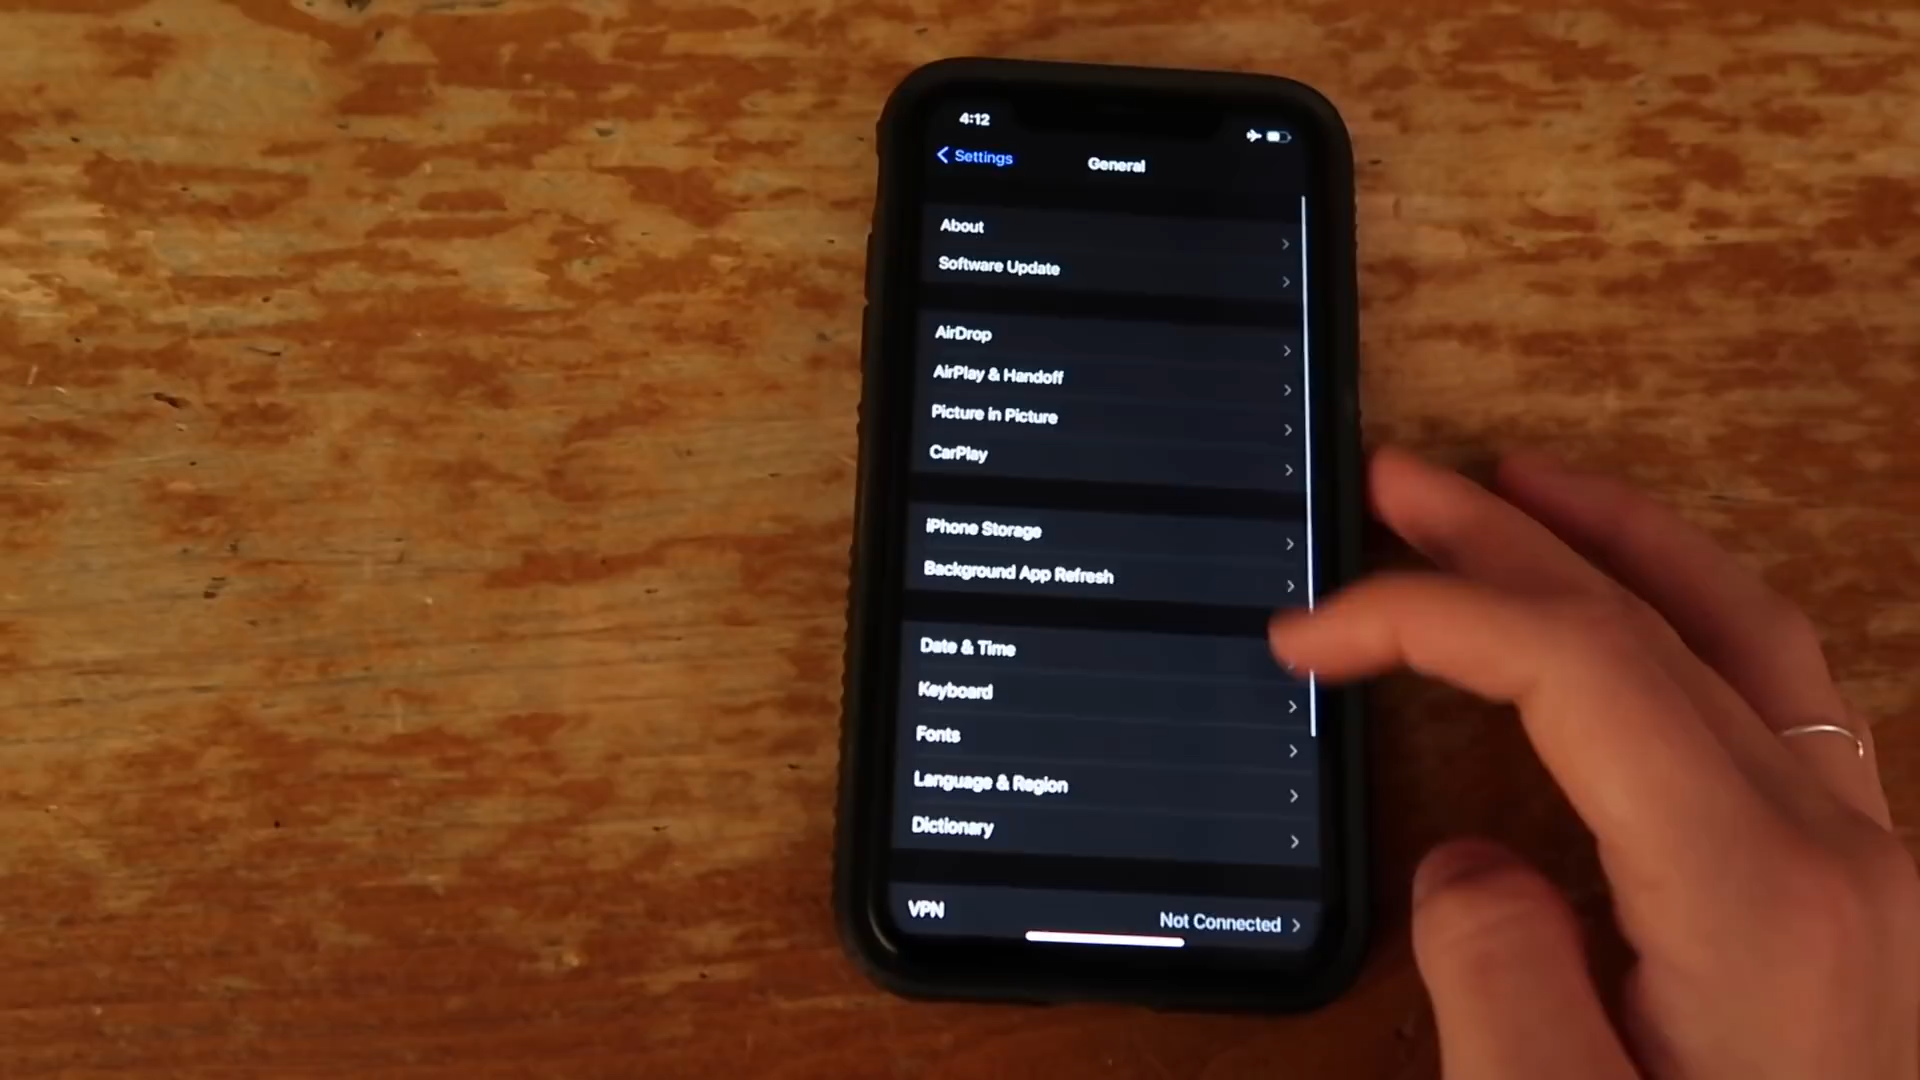 4:12
Settings
General
About
Software Update
AirDrop
AirPlay & Handoff
Picture in Picture
CarPlay
iPhone Storage
Background App Refresh
Date & Time
Keyboard
Fonts
Language & Region
Dictionary
VPN Not Connected